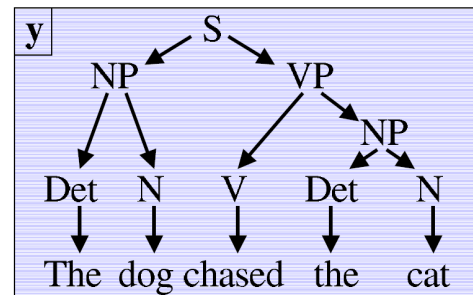 y
S
NP VP
NP
Det N V Det N
The dog chased the cat